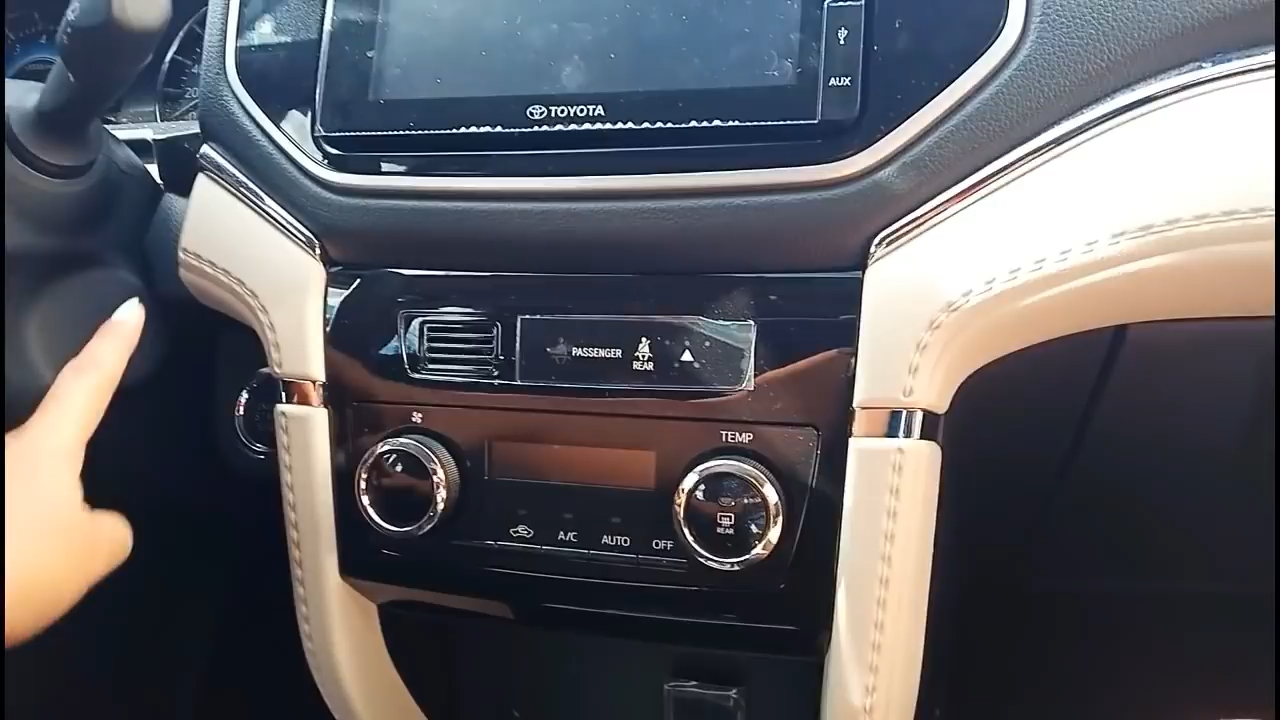 AUX
TOYOTA
PASSENGER
REAR
TEMP
REAR
A/C
AUTO
OFF